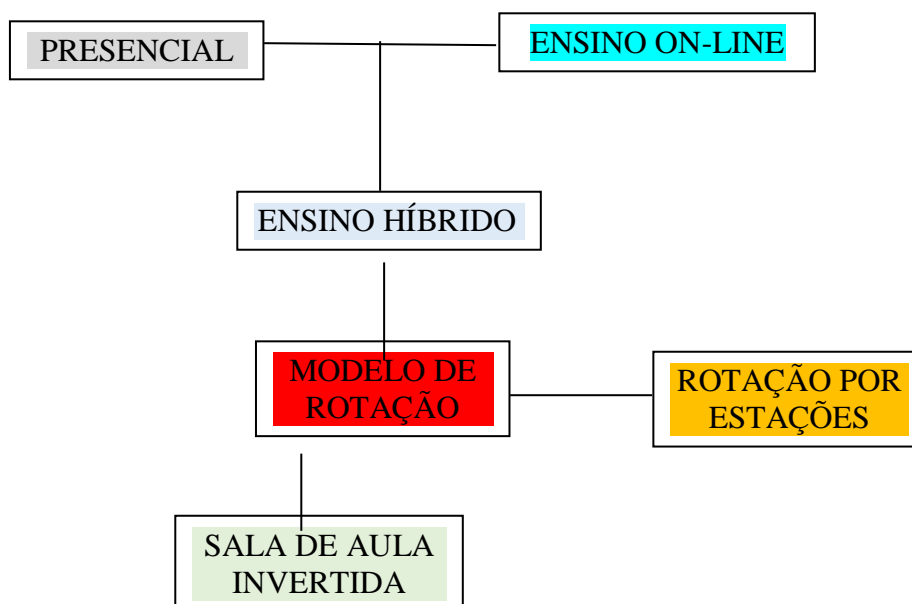 PRESENCIAL
ENSINO ON-LINE
ENSINO HÍBRIDO
MODELO DE
ROTAÇÃO
ROTAÇÃO POR
ESTAÇÕES
SALA DE AULA
INVERTIDA